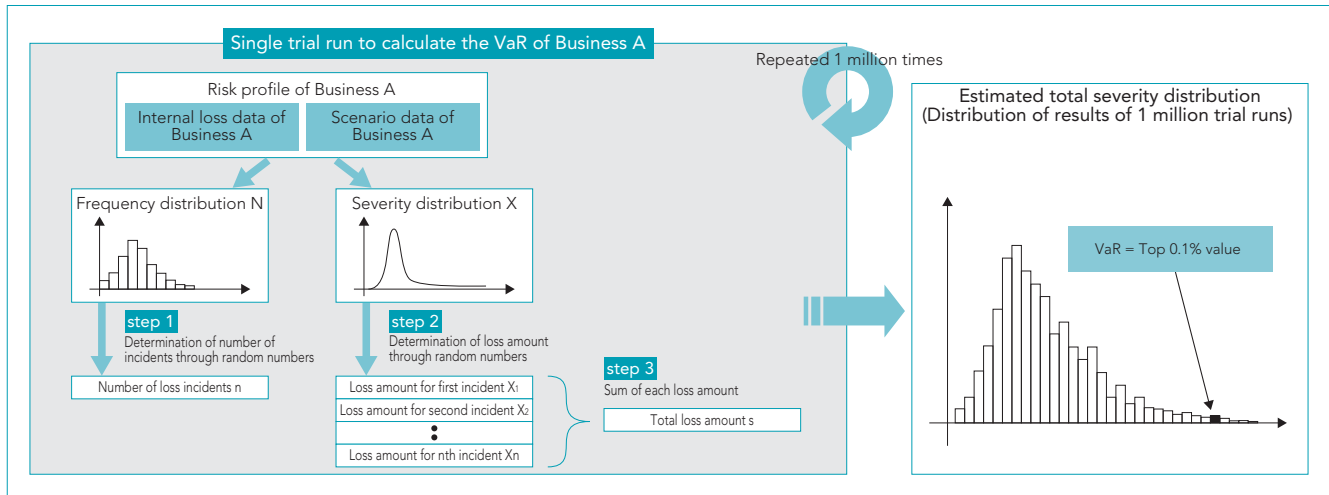 Single trial run to calculate the VaR of Business A
Repeated 1 million times
Risk profile of Business A
Internal loss data of
Business A
Scenario data of
Business A
Frequency distribution N
Severity distribution X
step 1
Determination of number of
incidents through random numbers
Number of loss incidents n
step 2
Determination of loss amount
through random numbers
Loss amount for first incident X1
Loss amount for second incident X2
Loss amount for nth incident Xn
step 3
Sum of each loss amount
Total loss amount s
Estimated total severity distribution
(Distribution of results of 1 million trial runs)
VaR = Top 0.1% value